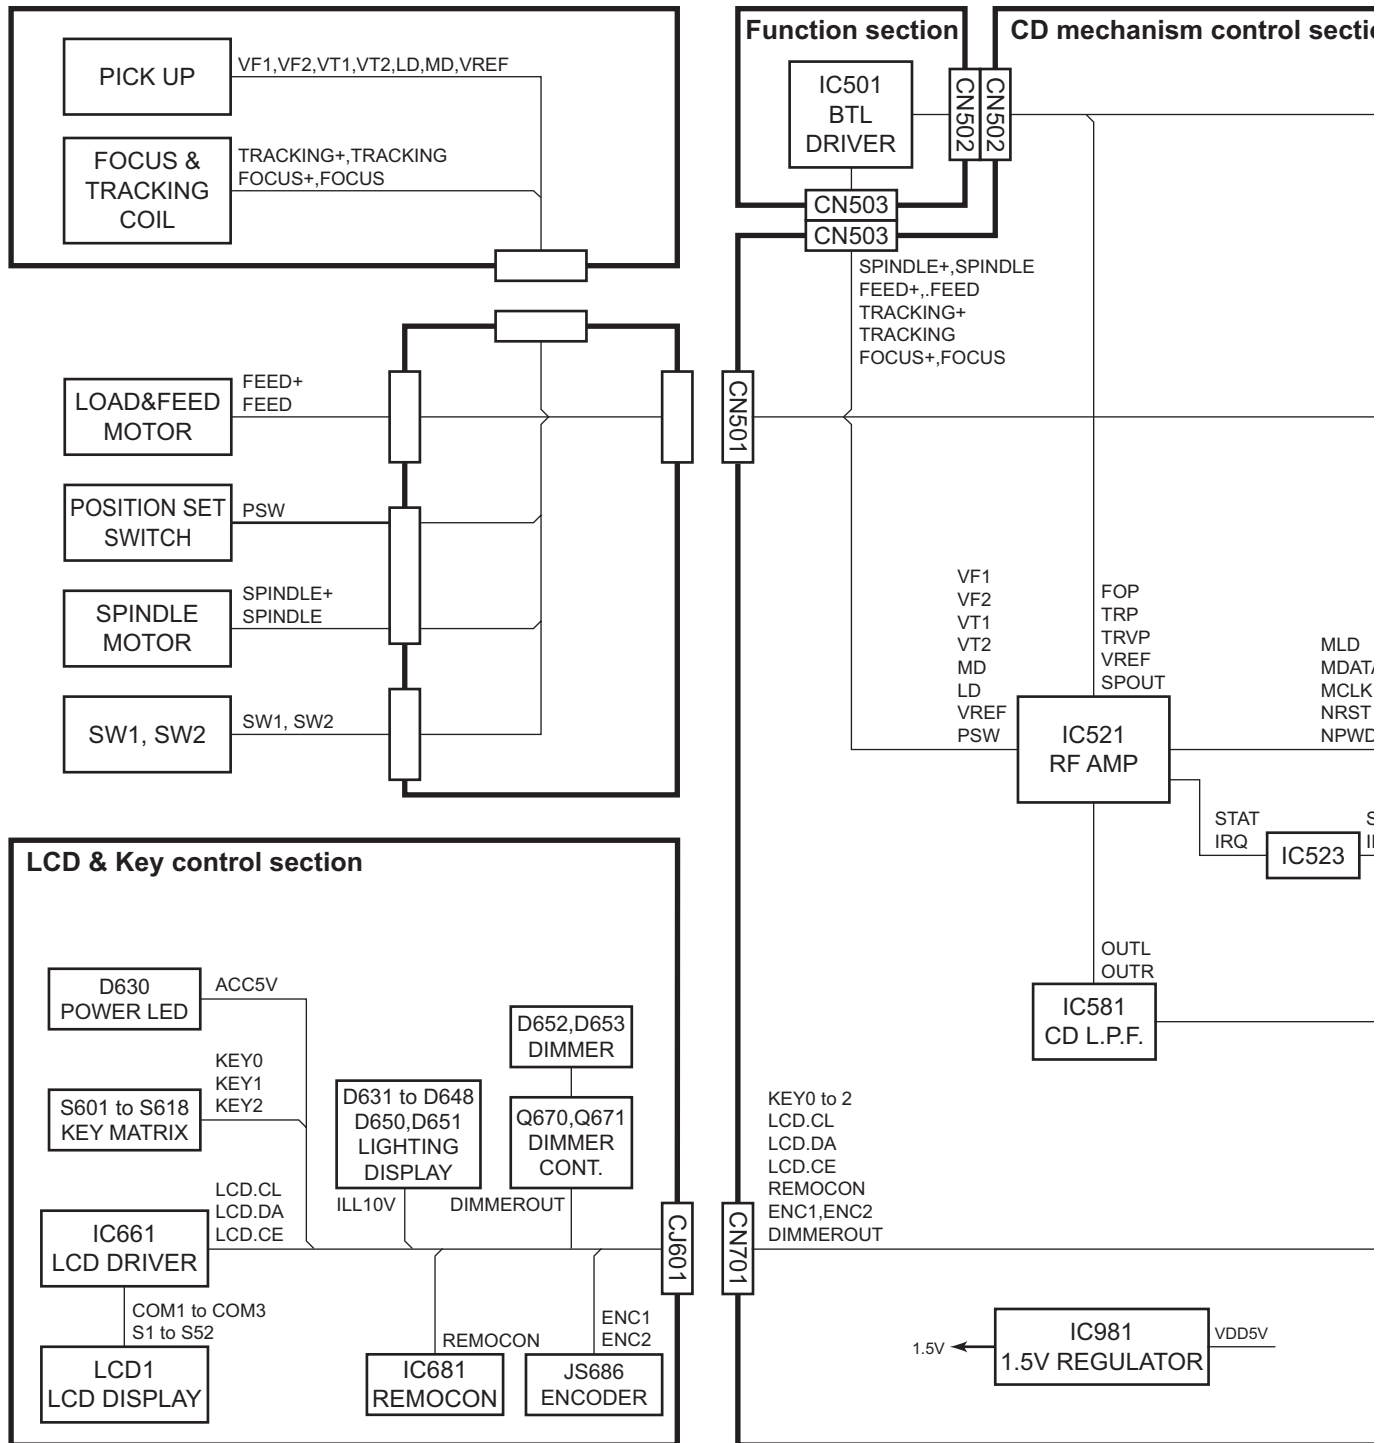 PICK UP
VF1,VF2,VT1,VT2,LD,MD,VREF
FOCUS &
TRACKING
COIL
TRACKING+,TRACKING
FOCUS+,FOCUS
LOAD&FEED
MOTOR
FEED+
FEED
POSITION SET
SWITCH
PSW
SPINDLE
MOTOR
SPINDLE+
SPINDLE
SW1, SW2
SW1, SW2
Function section
IC501
BTL
DRIVER
CN502
CN502
CN503
CN503
CD mechanism control
SPINDLE+,SPINDLE
FEED+,.FEED
TRACKING+
TRACKING
FOCUS+,FOCUS
CN501
VF1
VF2
VT1
VT2
MD
LD
VREF
PSW
FOP
TRP
TRVP
VREF
SPOUT
IC521
RF AMP
MLD
MDATA
MCLK
NRST
NPWD
STAT
IRQ
IC523
OUTL
OUTR
IC581
CD L.P.F.
LCD & Key control section
D630
POWER LED
ACC5V
S601 to S618
KEY MATRIX
KEY0
KEY1
KEY2
IC661
LCD DRIVER
LCD.CL
LCD.DA
LCD.CE
COM1 to COM3
S1 to S52
LCD1
LCD DISPLAY
D631 to D648
D650,D651
LIGHTING
DISPLAY
ILL10V
D652,D653
DIMMER
Q670,Q671
DIMMER
CONT.
DIMMEROUT
REMOCON
IC681
REMOCON
ENC1
ENC2
JS686
ENCODER
CJ601
CN701
KEY0 to 2
LCD.CL
LCD.DA
LCD.CE
REMOCON
ENC1,ENC2
DIMMEROUT
1.5V
IC981
1.5V REGULATOR
VDD5V